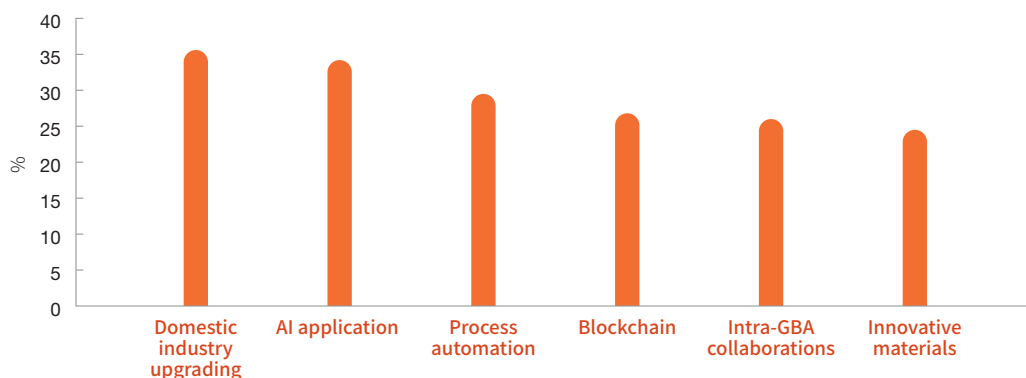 40
35
30
25
20
15
10
5
0
%
Domestic
industry
upgrading
AI application
Process
automation
Blockchain
Intra-GBA
collaborations
Innovative
materials